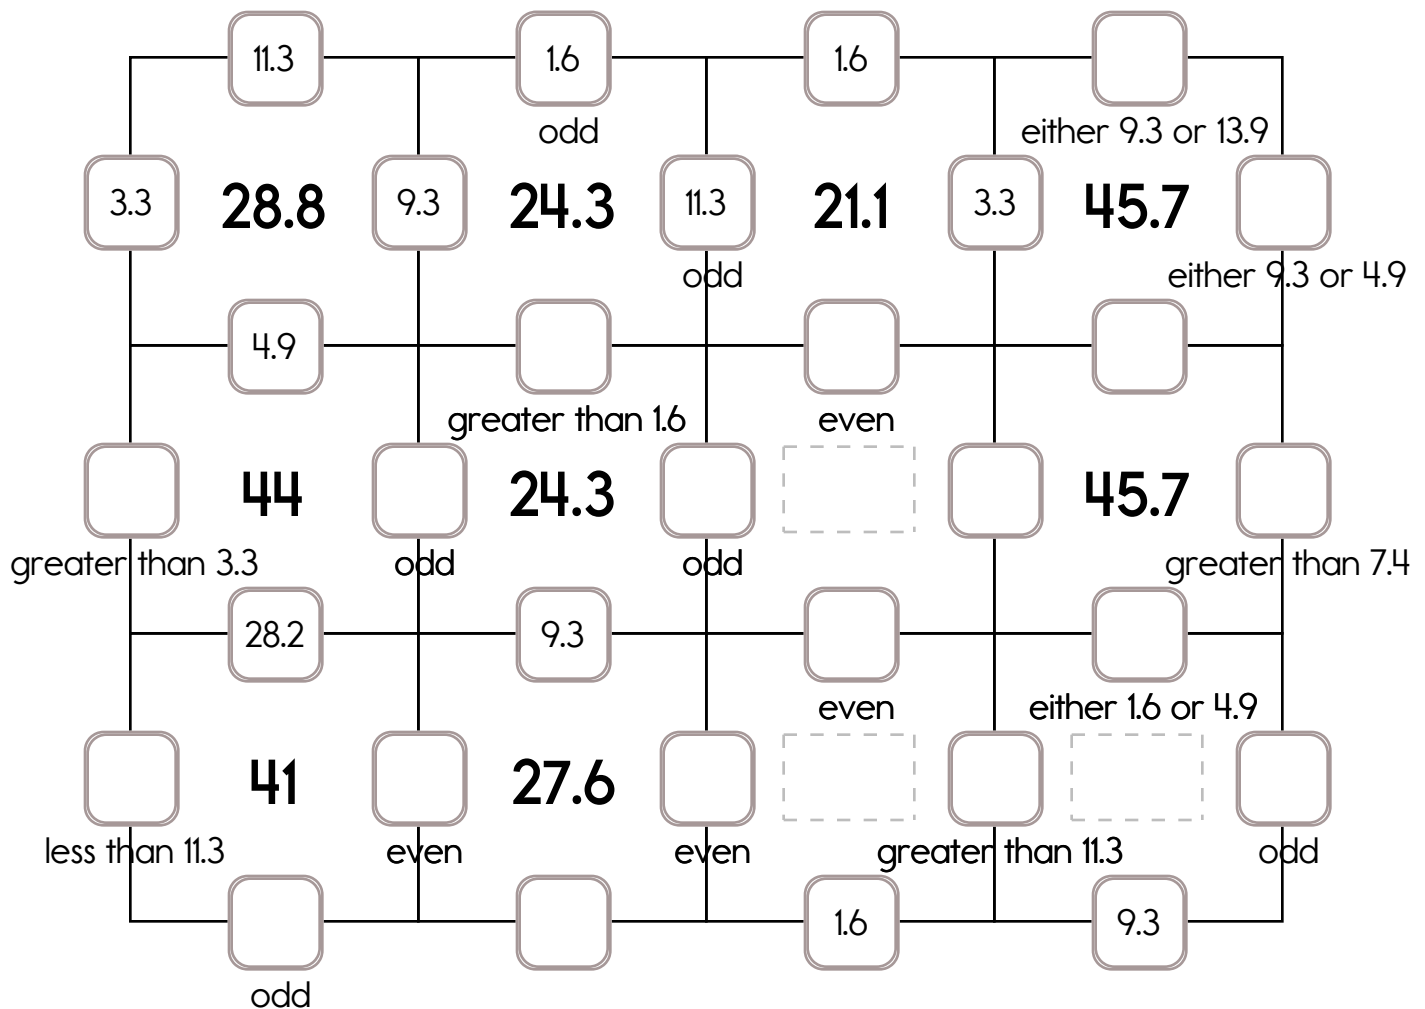 11.3 1.6 1.6
odd either 9.3 or 13.9
3.3 28.8 9.3 24.3 11.3 21.1 3.3 45.7
odd either 9.3 or 4.9
4.9
greater than 1.6 even
44 24.3 45.7
greater than 3.3 odd odd greater than 7.4
28.2 9.3
even either 1.6 or 4.9
41 27.6
less than 11.3 even even greater than 11.3 odd
1.6 9.3
odd